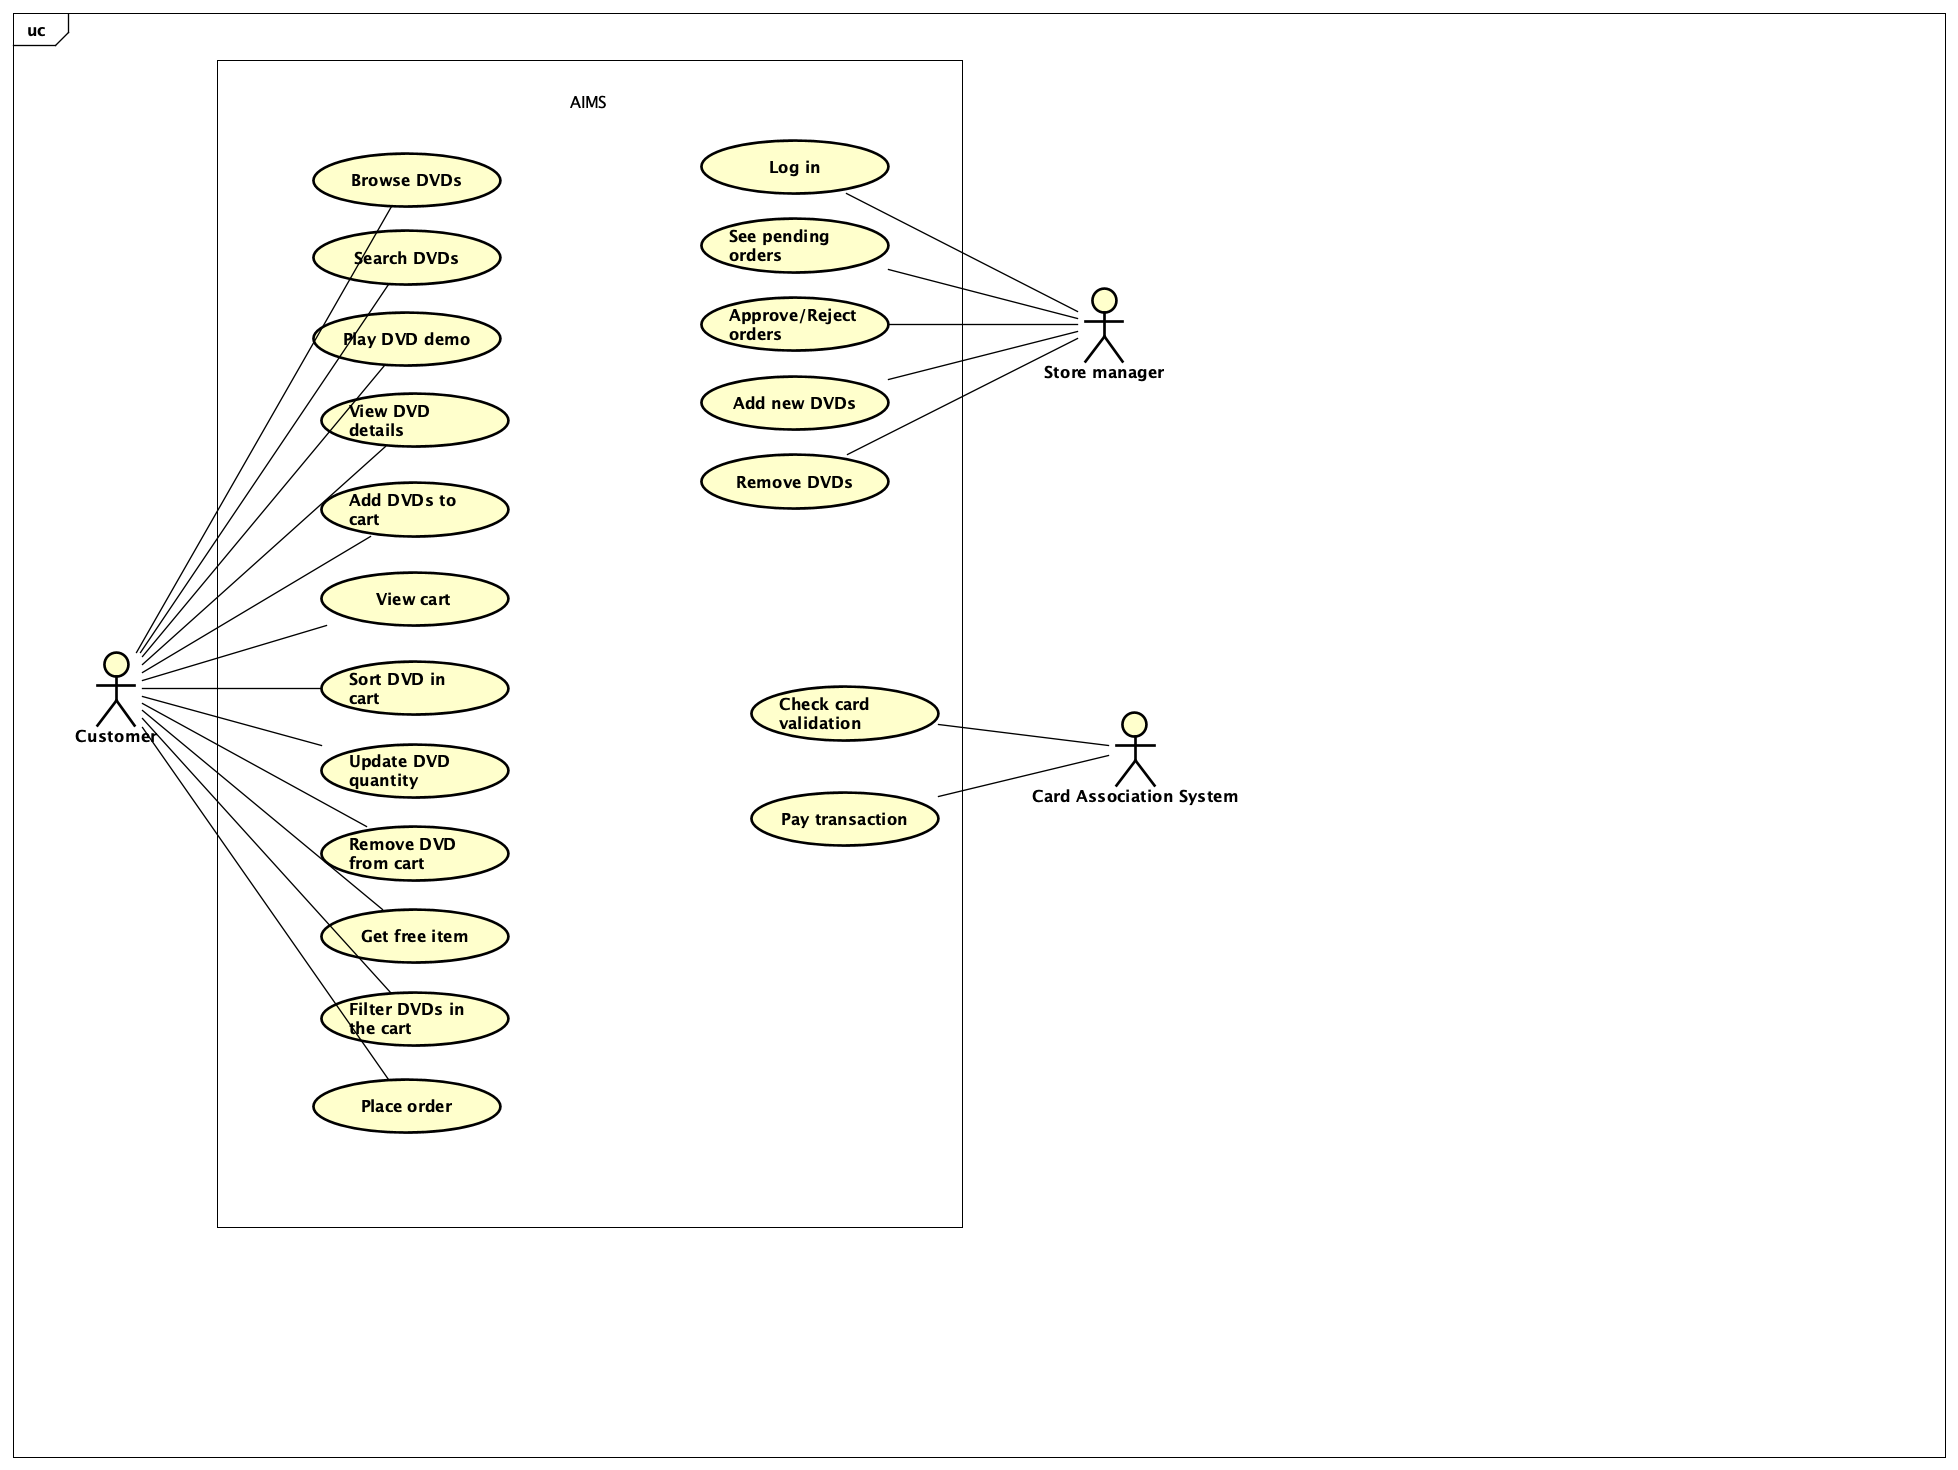 uc
AIMS
Browse DVDs
Search DVDs
Play DVD demo
View DVD
details
Add DVDs to
cart
View cart
Sort DVD in
cart
Update DVD
quantity
Remove DVD
from cart
Get free item
Filter DVDs in
the cart
Place order
Customer
Log in
See pending
orders
Approve/Reject
orders
Add new DVDs
Remove DVDs
Store manager
Check card
validation
Pay transaction
Card Association System